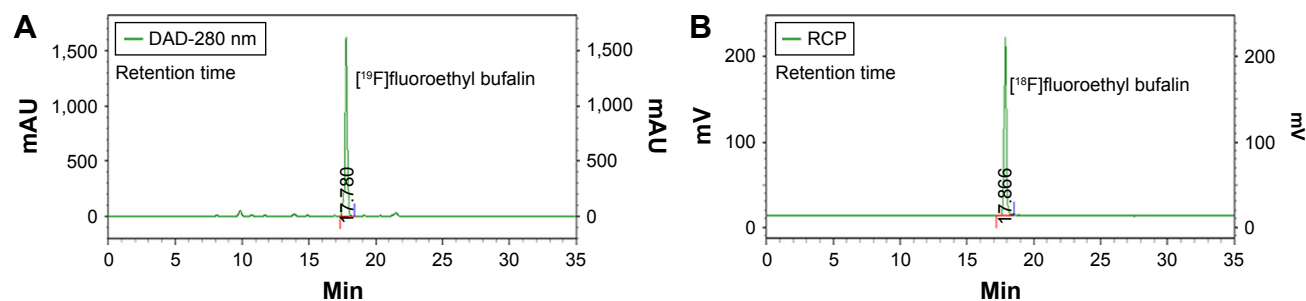 A
DAD-280 nm
Retention time
[¹⁹F]fluoroethyl bufalin
17.780
mAU
1,500
1,000
500
0
1,500
1,000
500
0
mAU
0 5 10 15 20 25 30 35
Min
B
RCP
Retention time
[¹⁸F]fluoroethyl bufalin
17.866
mV
200
100
0
200
100
0
mV
0 5 10 15 20 25 30 35
Min